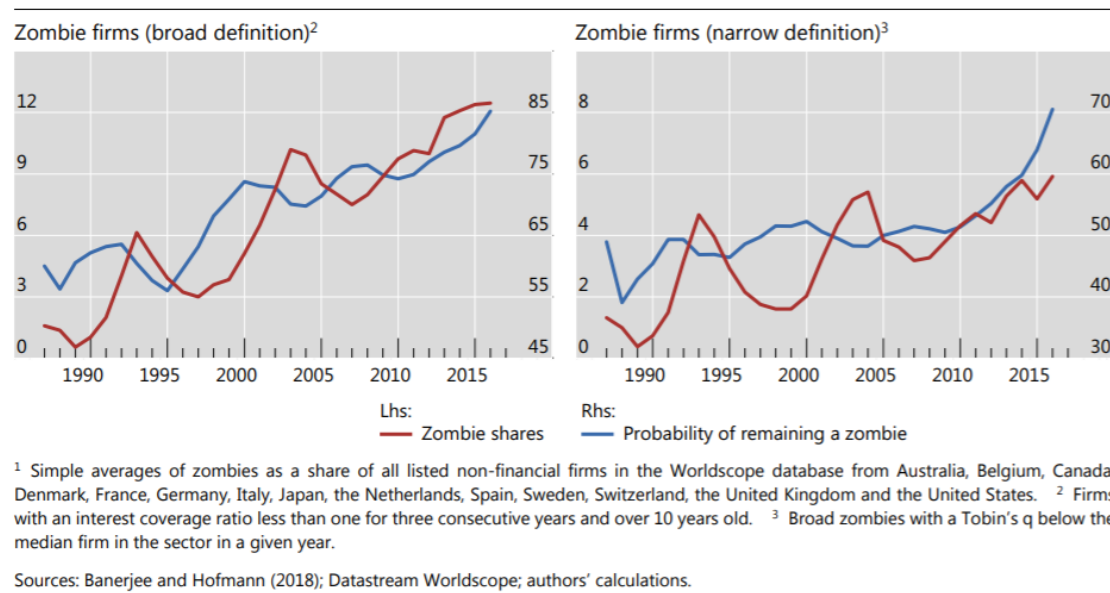 Zombie firms (broad definition)²
Zombie firms (narrow definition)³
12 85
9 75
6 65
3 55
0 45
1990 1995 2000 2005 2010 2015
8 70
6 60
4 50
2 40
0 30
1990 1995 2000 2005 2010 2015
Lhs: Rhs:
Zombie shares Probability of remaining a zombie
¹ Simple averages of zombies as a share of all listed non-financial firms in the Worldscope database from Australia, Belgium, Canada
Denmark, France, Germany, Italy, Japan, the Netherlands, Spain, Sweden, Switzerland, the United Kingdom and the United States. ² Firms
with an interest coverage ratio less than one for three consecutive years and over 10 years old. ³ Broad zombies with a Tobin’s q below the
median firm in the sector in a given year.
Sources: Banerjee and Hofmann (2018); Datastream Worldscope; authors’ calculations.